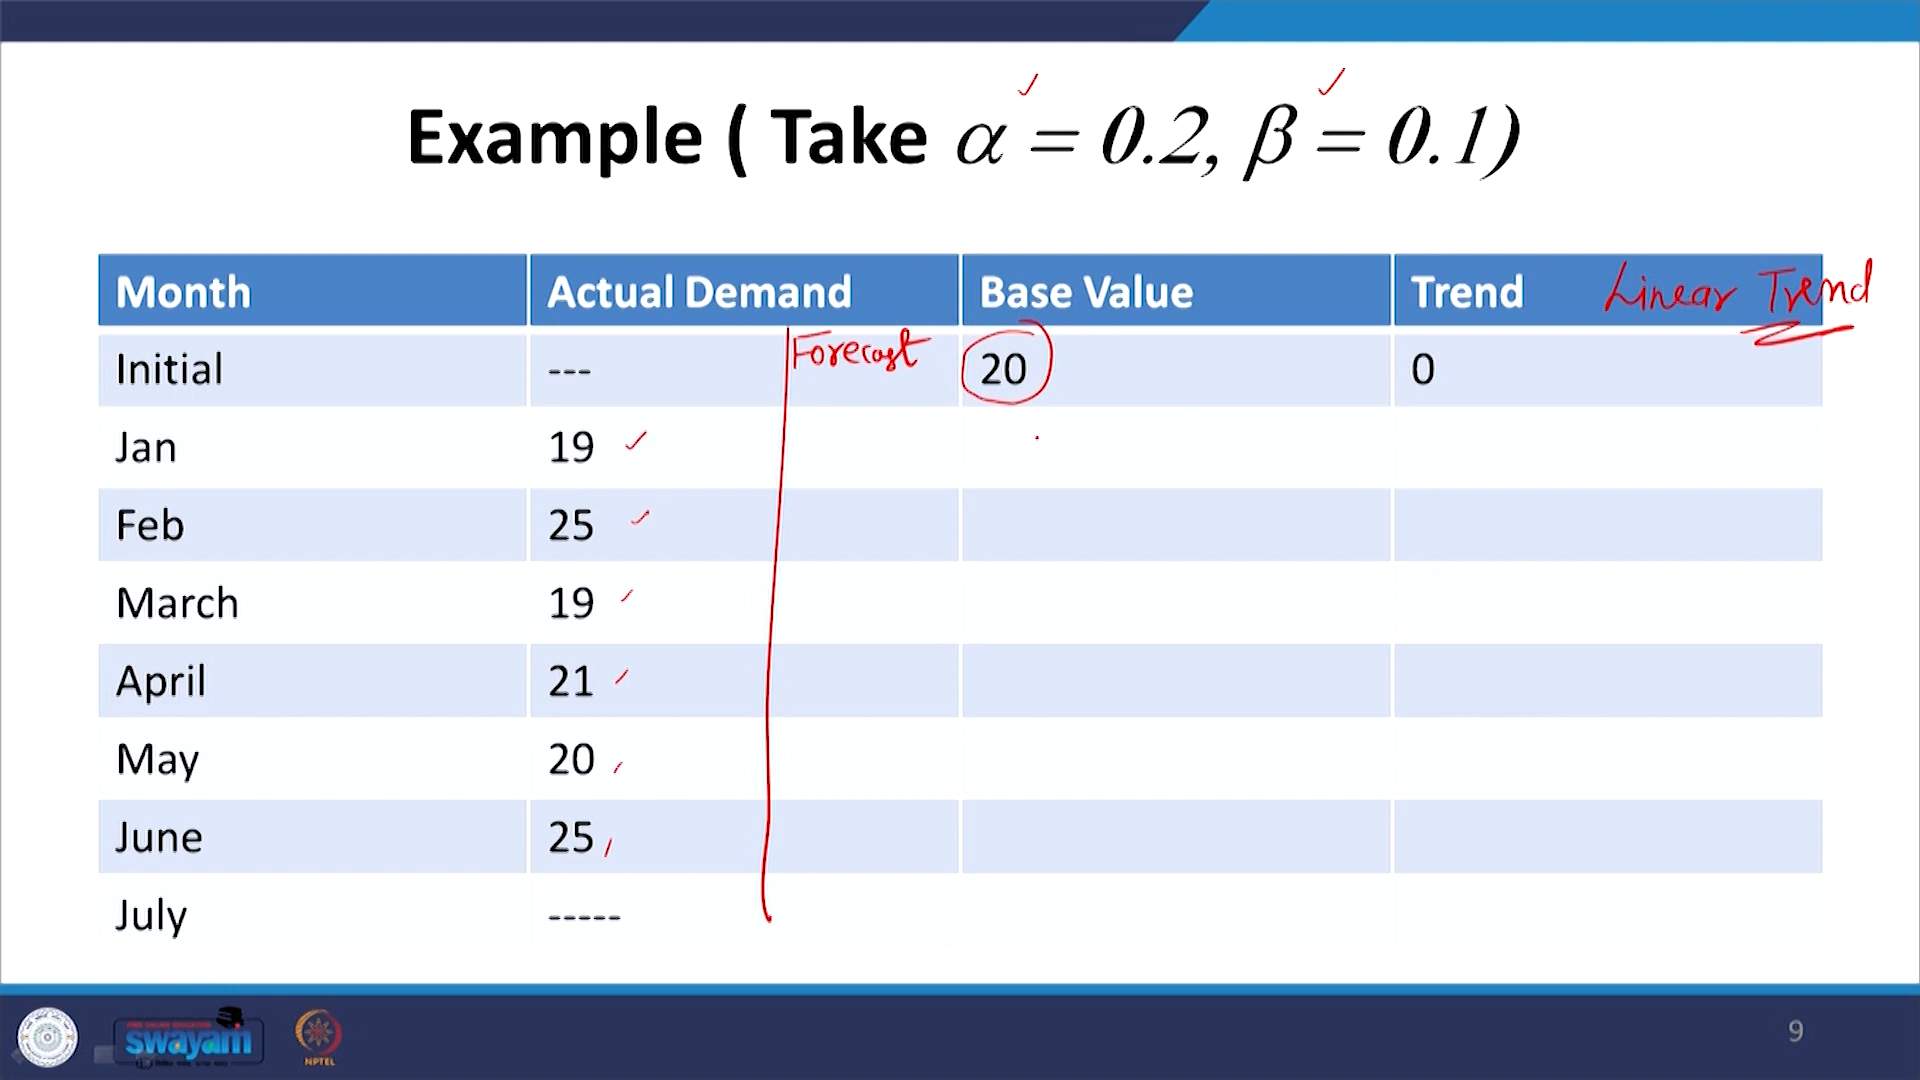 Example ( Take α = 0.2, β = 0.1)
Month Actual Demand Base Value Trend Linear Trend
Initial --- Forecast 20 0
Jan 19
Feb 25
March 19
April 21
May 20
June 25
July -----
swayam
NPTEL
9